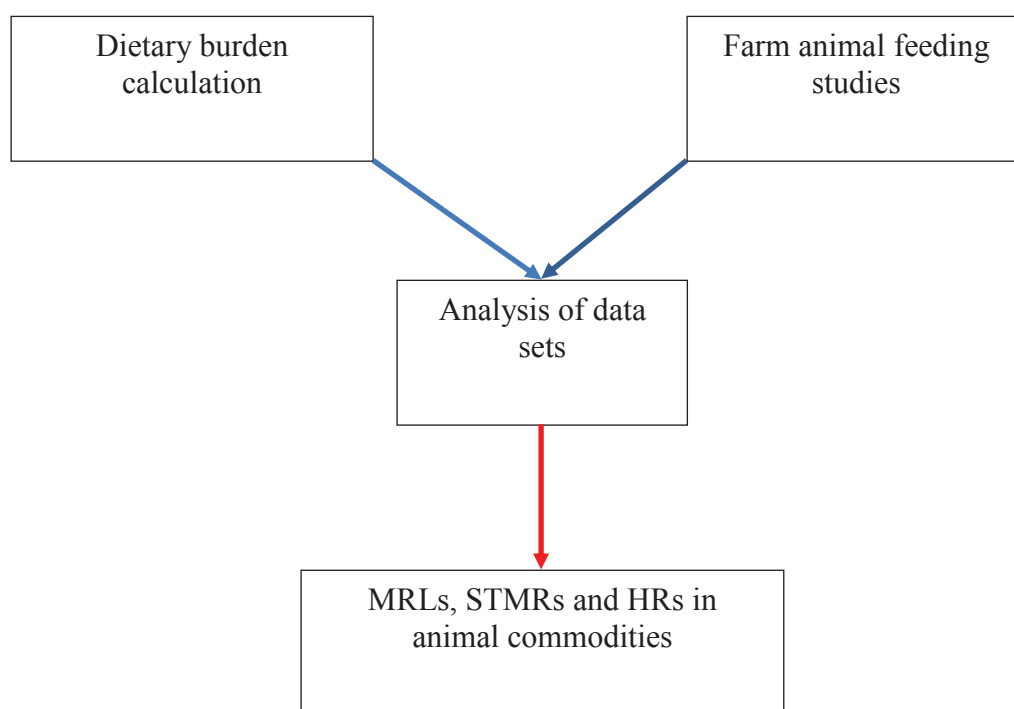 Dietary burden
calculation
Farm animal feeding
studies
Analysis of data
sets
MRLs, STMRs and HRs in
animal commodities